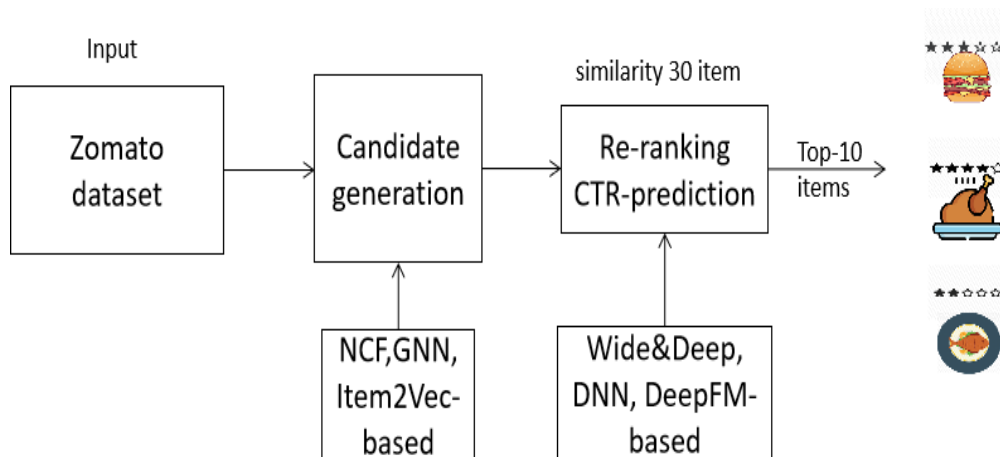 Input
Zomato
dataset
Candidate
generation
similarity 30 item
Re-ranking
CTR-prediction
Top-10
items
NCF,GNN,
Item2Vec-
based
Wide&Deep,
DNN, DeepFM-
based